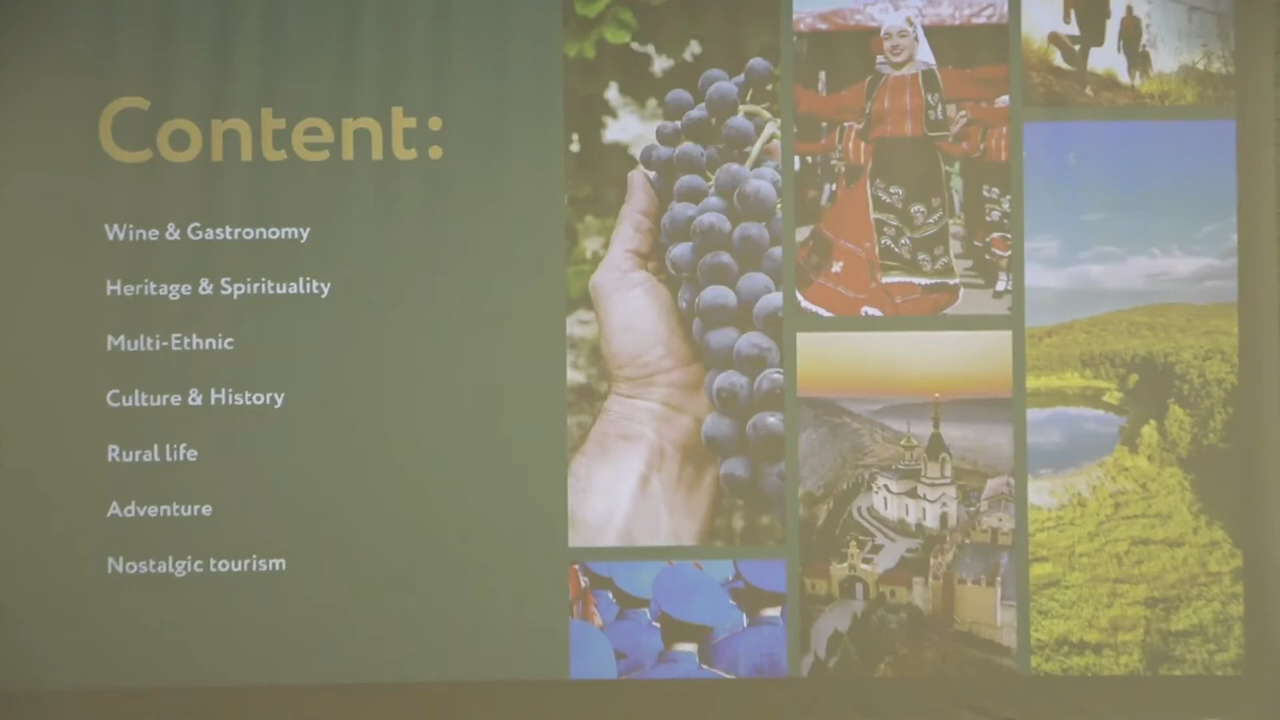 Content:
Wine & Gastronomy
Heritage & Spirituality
Multi-Ethnic
Culture & History
Rural life
Adventure
Nostalgic tourism